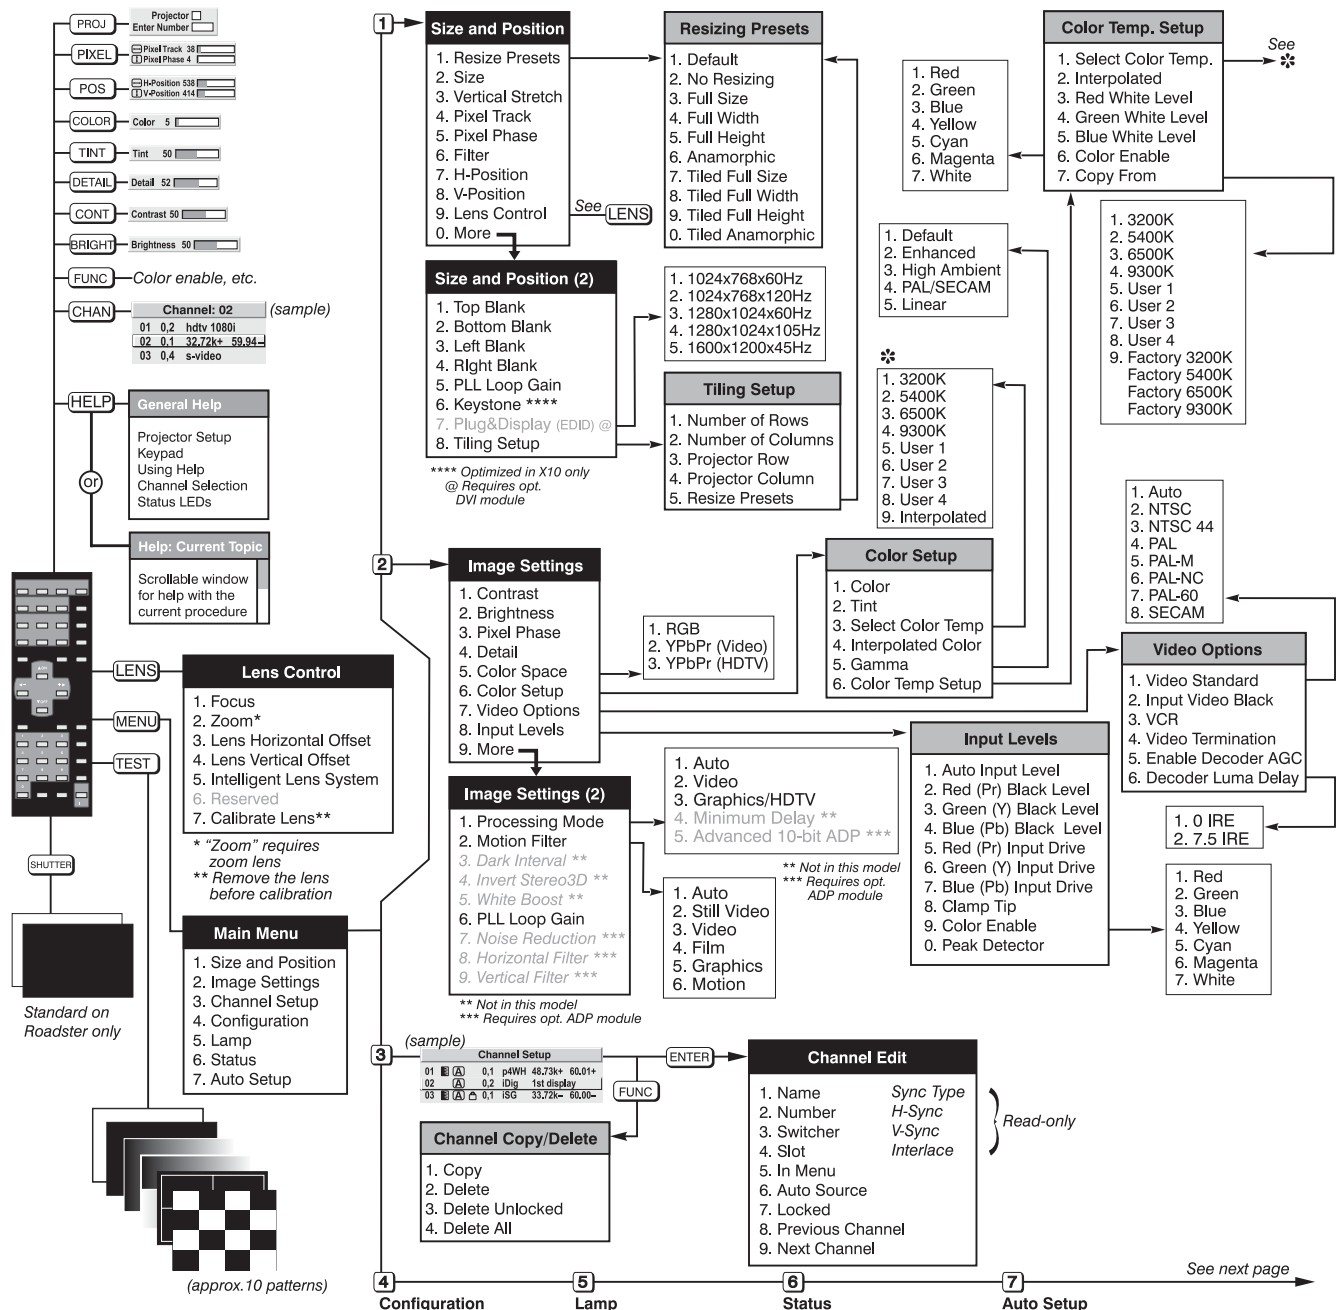 PROJ
Projector
Enter Number
PIXEL
Pixel Track 38
Pixel Phase 4
POS
H-Position 538
V-Position 414
COLOR
Color 5
TINT
Tint 50
DETAIL
Detail 52
CONT
Contrast 50
BRIGHT
Brightness 50
FUNC
Color enable, etc.
CHAN
Channel: 02
(sample)
01 0,2 hdtv 1080i
02 0.1 32.72k+ 59.94–
03 0,4 s-video
HELP
General Help
Projector Setup
Keypad
Using Help
Channel Selection
Status LEDs
or
Help: Current Topic
Scrollable window
for help with the
current procedure
LENS
Lens Control
1. Focus
2. Zoom*
3. Lens Horizontal Offset
4. Lens Vertical Offset
5. Intelligent Lens System
6. Reserved
7. Calibrate Lens**
* "Zoom" requires
zoom lens
** Remove the lens
before calibration
MENU
TEST
SHUTTER
Standard on
Roadster only
Main Menu
1. Size and Position
2. Image Settings
3. Channel Setup
4. Configuration
5. Lamp
6. Status
7. Auto Setup
(approx.10 patterns)
1
Size and Position
1. Resize Presets
2. Size
3. Vertical Stretch
4. Pixel Track
5. Pixel Phase
6. Filter
7. H-Position
8. V-Position
9. Lens Control
0. More
See LENS
Resizing Presets
1. Default
2. No Resizing
3. Full Size
4. Full Width
5. Full Height
6. Anamorphic
7. Tiled Full Size
8. Tiled Full Width
9. Tiled Full Height
0. Tiled Anamorphic
Size and Position (2)
1. Top Blank
2. Bottom Blank
3. Left Blank
4. RIght Blank
5. PLL Loop Gain
6. Keystone ****
7. Plug&Display (EDID) @
8. Tiling Setup
**** Optimized in X10 only
@ Requires opt.
DVI module
1. 1024x768x60Hz
2. 1024x768x120Hz
3. 1280x1024x60Hz
4. 1280x1024x105Hz
5. 1600x1200x45Hz
Tiling Setup
1. Number of Rows
2. Number of Columns
3. Projector Row
4. Projector Column
5. Resize Presets
Color Temp. Setup
1. Select Color Temp.
2. Interpolated
3. Red White Level
4. Green White Level
5. Blue White Level
6. Color Enable
7. Copy From
See
✽
1. Red
2. Green
3. Blue
4. Yellow
5. Cyan
6. Magenta
7. White
1. 3200K
2. 5400K
3. 6500K
4. 9300K
5. User 1
6. User 2
7. User 3
8. User 4
9. Factory 3200K
Factory 5400K
Factory 6500K
Factory 9300K
1. Default
2. Enhanced
3. High Ambient
4. PAL/SECAM
5. Linear
✽
1. 3200K
2. 5400K
3. 6500K
4. 9300K
5. User 1
6. User 2
7. User 3
8. User 4
9. Interpolated
2
Image Settings
1. Contrast
2. Brightness
3. Pixel Phase
4. Detail
5. Color Space
6. Color Setup
7. Video Options
8. Input Levels
9. More
1. RGB
2. YPbPr (Video)
3. YPbPr (HDTV)
Color Setup
1. Color
2. Tint
3. Select Color Temp
4. Interpolated Color
5. Gamma
6. Color Temp Setup
1. Auto
2. NTSC
3. NTSC 44
4. PAL
5. PAL-M
6. PAL-NC
7. PAL-60
8. SECAM
Video Options
1. Video Standard
2. Input Video Black
3. VCR
4. Video Termination
5. Enable Decoder AGC
6. Decoder Luma Delay
1. 0 IRE
2. 7.5 IRE
Input Levels
1. Auto Input Level
2. Red (Pr) Black Level
3. Green (Y) Black Level
4. Blue (Pb) Black Level
5. Red (Pr) Input Drive
6. Green (Y) Input Drive
7. Blue (Pb) Input Drive
8. Clamp Tip
9. Color Enable
0. Peak Detector
1. Red
2. Green
3. Blue
4. Yellow
5. Cyan
6. Magenta
7. White
Image Settings (2)
1. Processing Mode
2. Motion Filter
3. Dark Interval **
4. Invert Stereo3D **
5. White Boost **
6. PLL Loop Gain
7. Noise Reduction ***
8. Horizontal Filter ***
9. Vertical Filter ***
** Not in this model
*** Requires opt. ADP module
1. Auto
2. Video
3. Graphics/HDTV
4. Minimum Delay **
5. Advanced 10-bit ADP ***
** Not in this model
*** Requires opt.
ADP module
1. Auto
2. Still Video
3. Video
4. Film
5. Graphics
6. Motion
3
(sample)
Channel Setup
01 A 0,1 p4WH 48.73k+ 60.01+
02 A 0,2 iDig 1st display
03 A 0,1 iSG 33.72k– 60.00–
ENTER
FUNC
Channel Copy/Delete
1. Copy
2. Delete
3. Delete Unlocked
4. Delete All
Channel Edit
1. Name Sync Type
2. Number H-Sync
3. Switcher V-Sync
4. Slot Interlace
5. In Menu
6. Auto Source
7. Locked
8. Previous Channel
9. Next Channel
Read-only
4
Configuration
5
Lamp
6
Status
7
Auto Setup
See next page